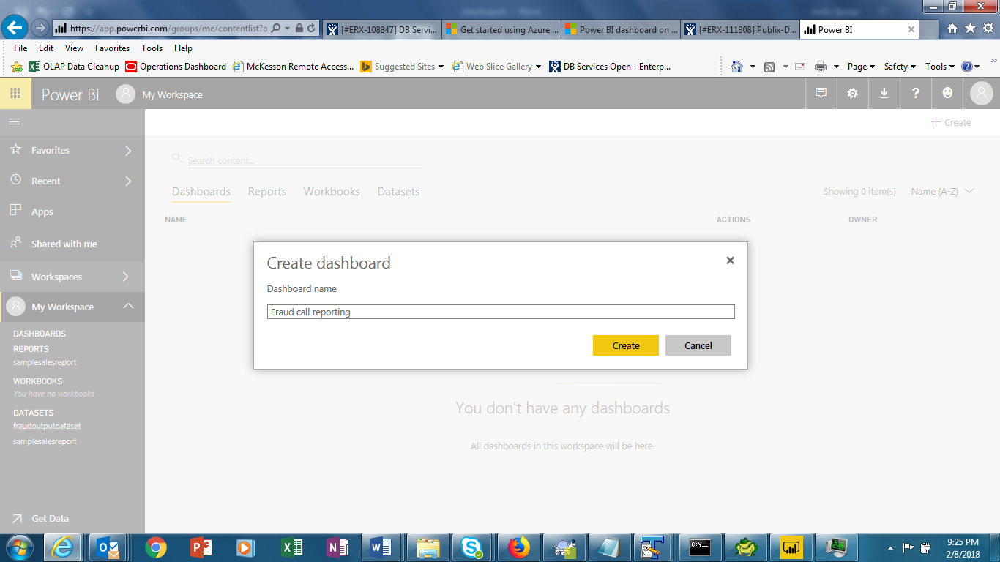 https://app.powerbi.com/groups/me/contentlist?o
[#ERX-108847] DB Servi...
Get started using Azure ...
Power BI dashboard on ...
[#ERX-111308] Publix-D...
Power BI
File Edit View Favorites Tools Help
OLAP Data Cleanup
Operations Dashboard
McKesson Remote Access...
Suggested Sites
Web Slice Gallery
DB Services Open - Enterp...
Page
Safety
Tools
Power BI
My Workspace
Create
Favorites
Recent
Apps
Shared with me
Workspaces
My Workspace
DASHBOARDS
REPORTS
samplesalesreport
WORKBOOKS
You have no workbooks
DATASETS
fraudoutputdataset
samplesalesreport
Get Data
Search content...
Dashboards Reports Workbooks Datasets
Showing 0 item(s) Name (A-Z)
NAME ACTIONS OWNER
Create dashboard
Dashboard name
Fraud call reporting
Create Cancel
You don't have any dashboards
All dashboards in this workspace will be here.
9:25 PM
2/8/2018